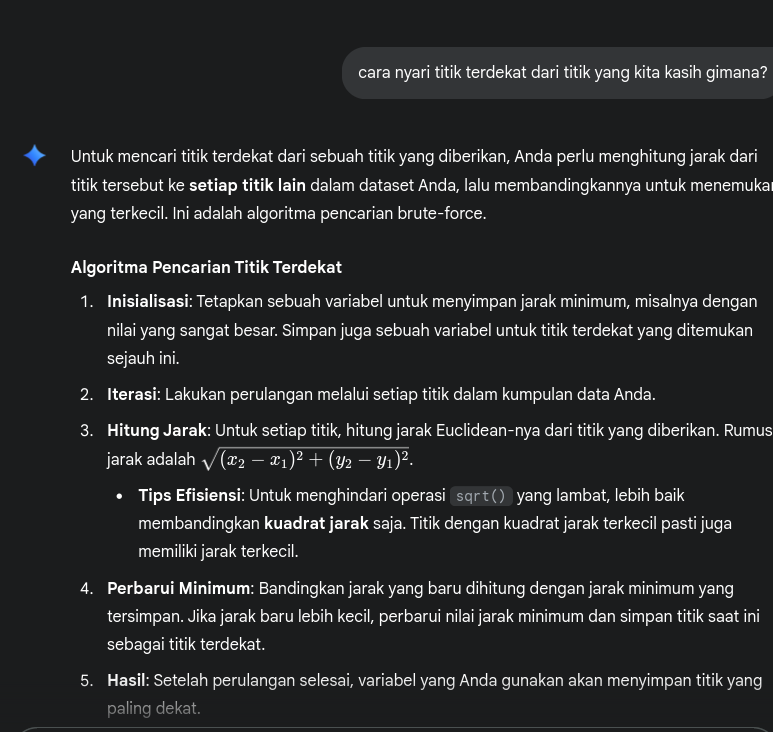 cara nyari titik terdekat dari titik yang kita kasih gimana?
Untuk mencari titik terdekat dari sebuah titik yang diberikan, Anda perlu menghitung jarak dari
titik tersebut ke setiap titik lain dalam dataset Anda, lalu membandingkannya untuk menemukan
yang terkecil. Ini adalah algoritma pencarian brute-force.
Algoritma Pencarian Titik Terdekat
1. Inisialisasi: Tetapkan sebuah variabel untuk menyimpan jarak minimum, misalnya dengan
nilai yang sangat besar. Simpan juga sebuah variabel untuk titik terdekat yang ditemukan
sejauh ini.
2. Iterasi: Lakukan perulangan melalui setiap titik dalam kumpulan data Anda.
3. Hitung Jarak: Untuk setiap titik, hitung jarak Euclidean-nya dari titik yang diberikan. Rumus
jarak adalah √(x₂ − x₁)² + (y₂ − y₁)².
• Tips Efisiensi: Untuk menghindari operasi sqrt() yang lambat, lebih baik
membandingkan kuadrat jarak saja. Titik dengan kuadrat jarak terkecil pasti juga
memiliki jarak terkecil.
4. Perbarui Minimum: Bandingkan jarak yang baru dihitung dengan jarak minimum yang
tersimpan. Jika jarak baru lebih kecil, perbarui nilai jarak minimum dan simpan titik saat ini
sebagai titik terdekat.
5. Hasil: Setelah perulangan selesai, variabel yang Anda gunakan akan menyimpan titik yang
paling dekat.